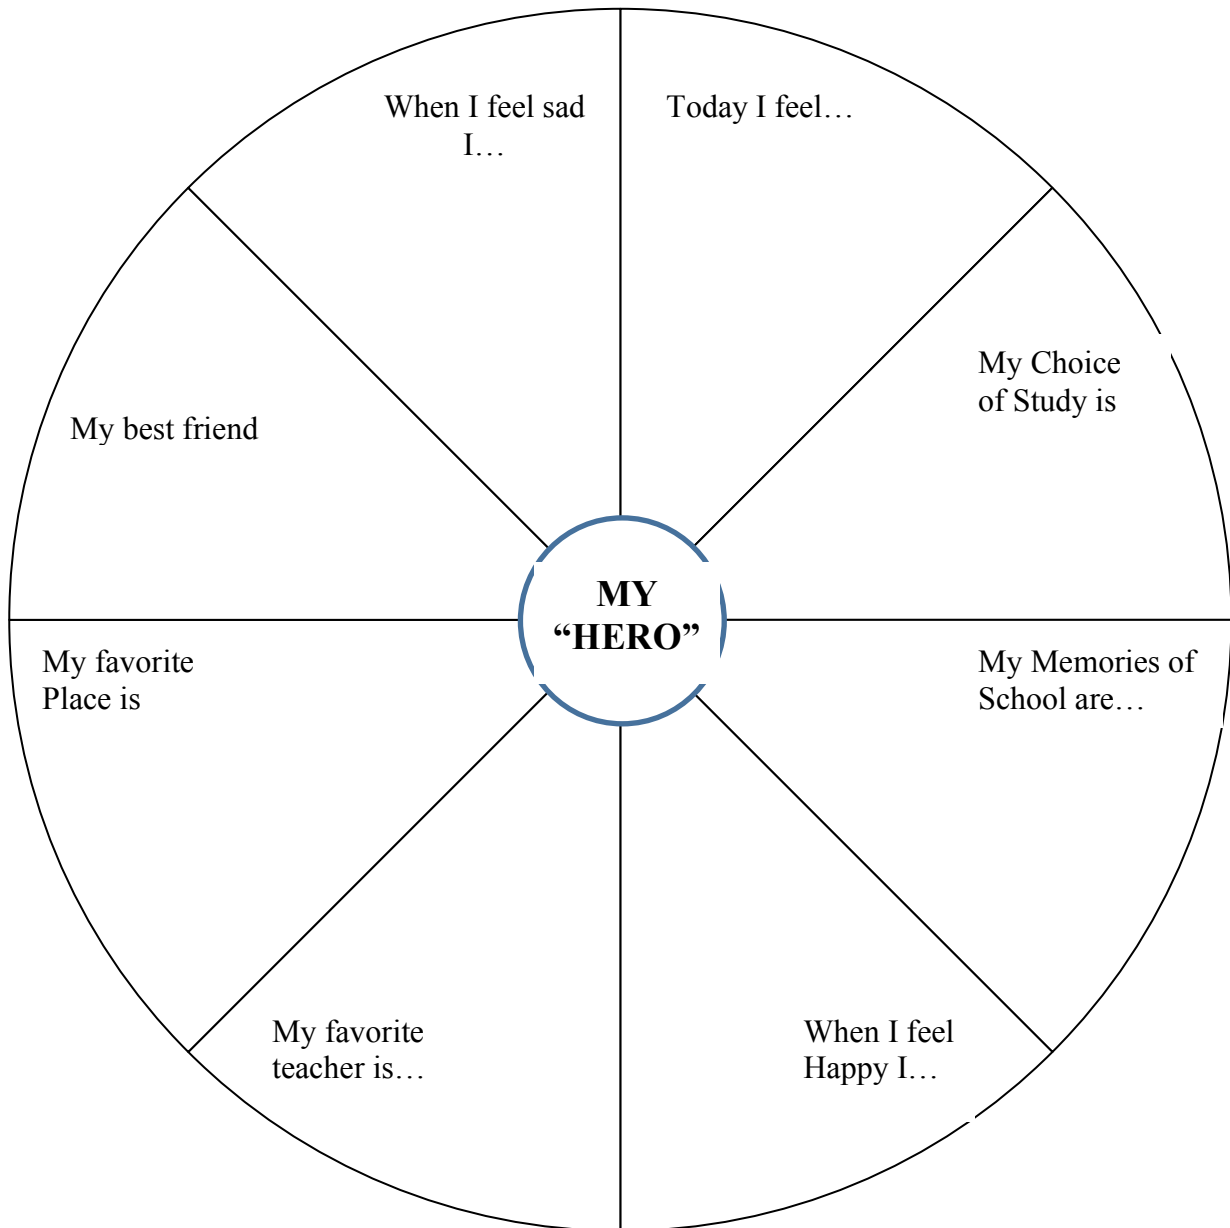 When I feel sad
I…
Today I feel…
My Choice
of Study is
My best friend
MY
“HERO”
My favorite
Place is
My Memories of
School are…
My favorite
teacher is…
When I feel
Happy I…